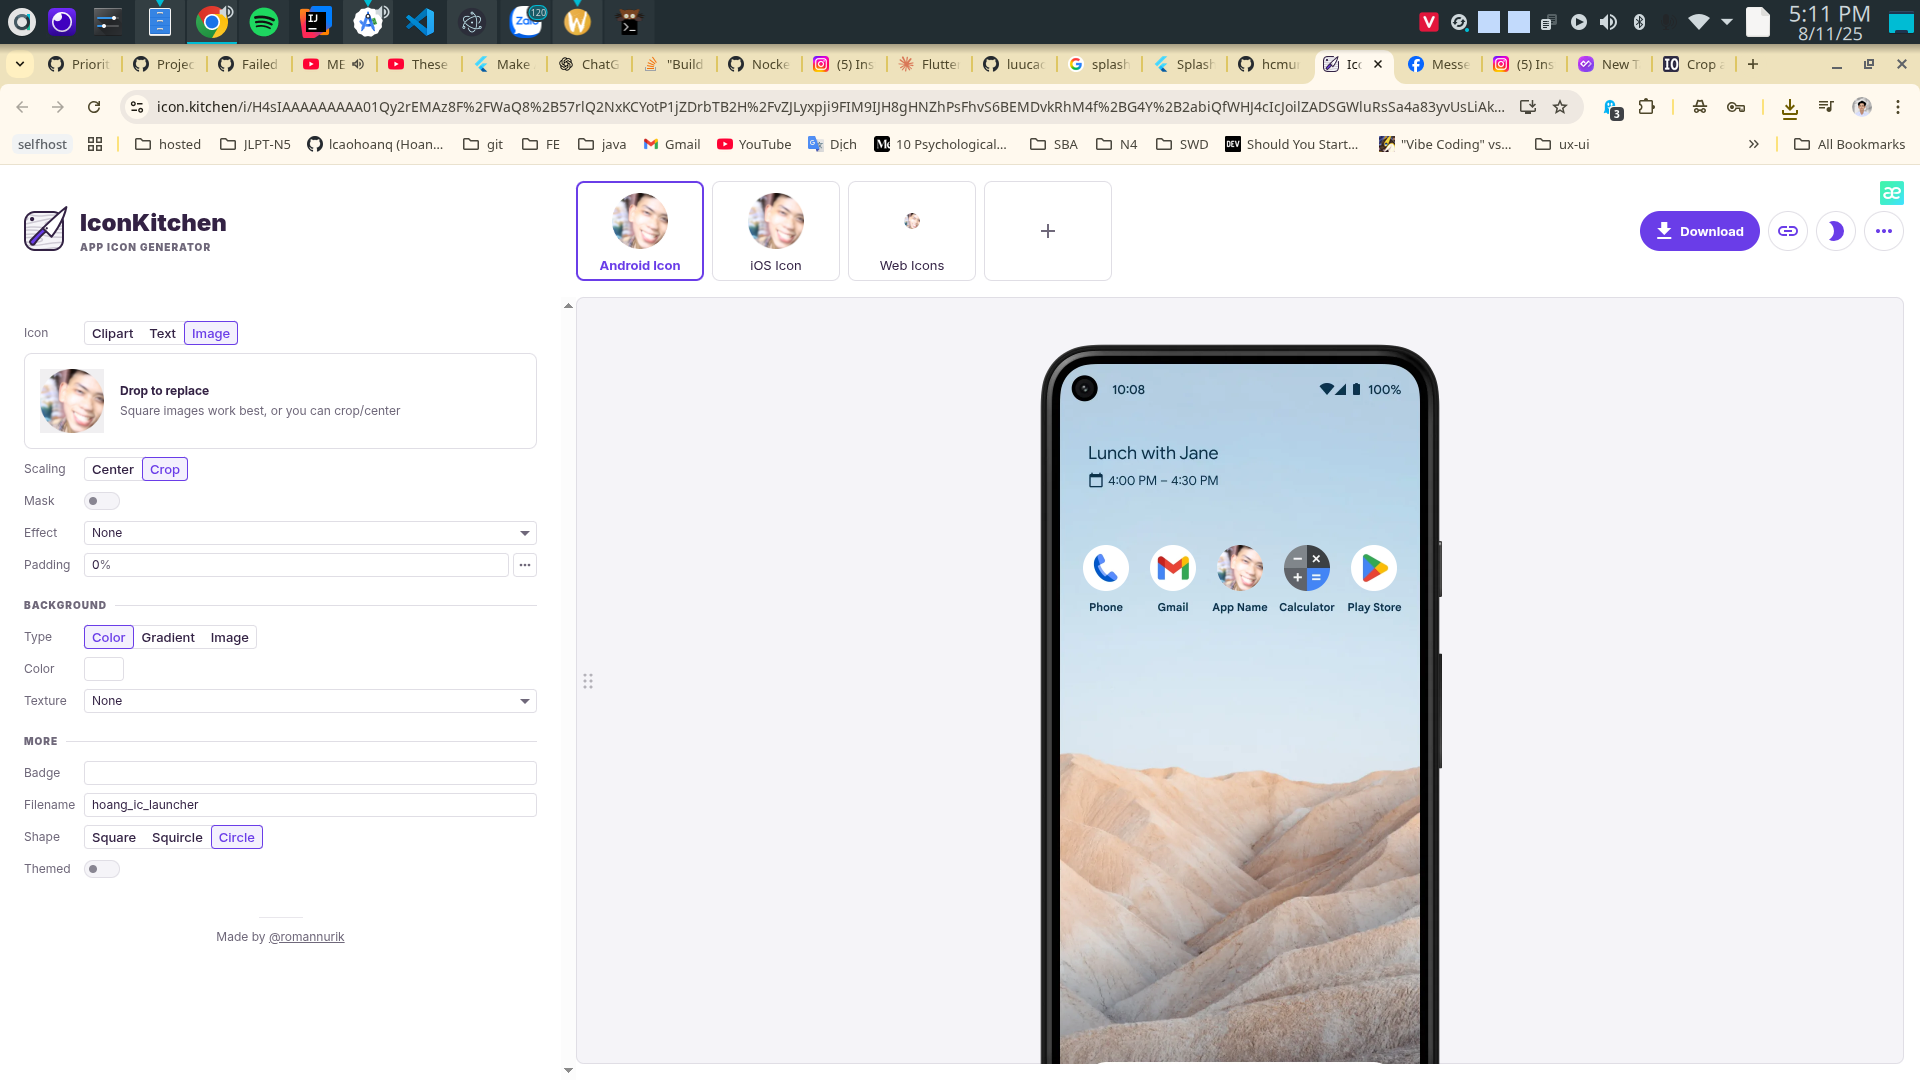 120
5:11 PM
8/11/25
Priorit
Projec
Failed
ME
These
Make
ChatG
"Build
Nocke
(5) Ins
Flutter
luucac
splash
Splash
hcmur
Ic
Messe
(5) Ins
New T
Crop a
icon.kitchen/i/H4sIAAAAAAAAA01Qy2rEMAz8F%2FWaQ8%2B57rlQ2NxKCYotP1jZDrbTB2H%2FvZJLyxpji9FIM9IJH8gHNZhPsFhvS6BEMDvkRhM4f%2BG4Y%2B2abiQfWHJ4cIcJoilZADSGWluRsSa4a83yvUsLiAk...
3
selfhost
hosted
JLPT-N5
lcaohoanq (Hoan...
git
FE
java
Gmail
YouTube
Dịch
10 Psychological...
SBA
N4
SWD
Should You Start...
"Vibe Coding" vs...
ux-ui
All Bookmarks
IconKitchen
APP ICON GENERATOR
Android Icon
iOS Icon
Web Icons
Download
Icon
Clipart
Text
Image
Drop to replace
Square images work best, or you can crop/center
Scaling
Center
Crop
Mask
Effect
None
Padding
0%
BACKGROUND
Type
Color
Gradient
Image
Color
Texture
None
MORE
Badge
Filename
hoang_ic_launcher
Shape
Square
Squircle
Circle
Themed
Made by @romannurik
10:08
100%
Lunch with Jane
4:00 PM – 4:30 PM
Phone
Gmail
App Name
Calculator
Play Store